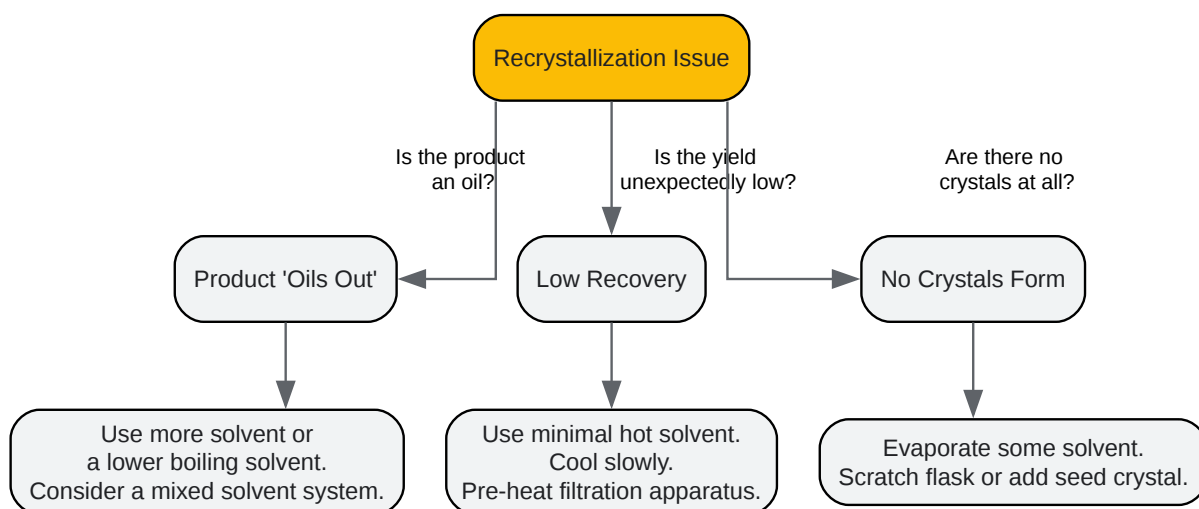 Recrystallization Issue
Is the product
an oil?
Is the yield
unexpectedly low?
Are there no
crystals at all?
Product 'Oils Out'
Low Recovery
No Crystals Form
Use more solvent or
a lower boiling solvent.
Consider a mixed solvent system.
Use minimal hot solvent.
Cool slowly.
Pre-heat filtration apparatus.
Evaporate some solvent.
Scratch flask or add seed crystal.